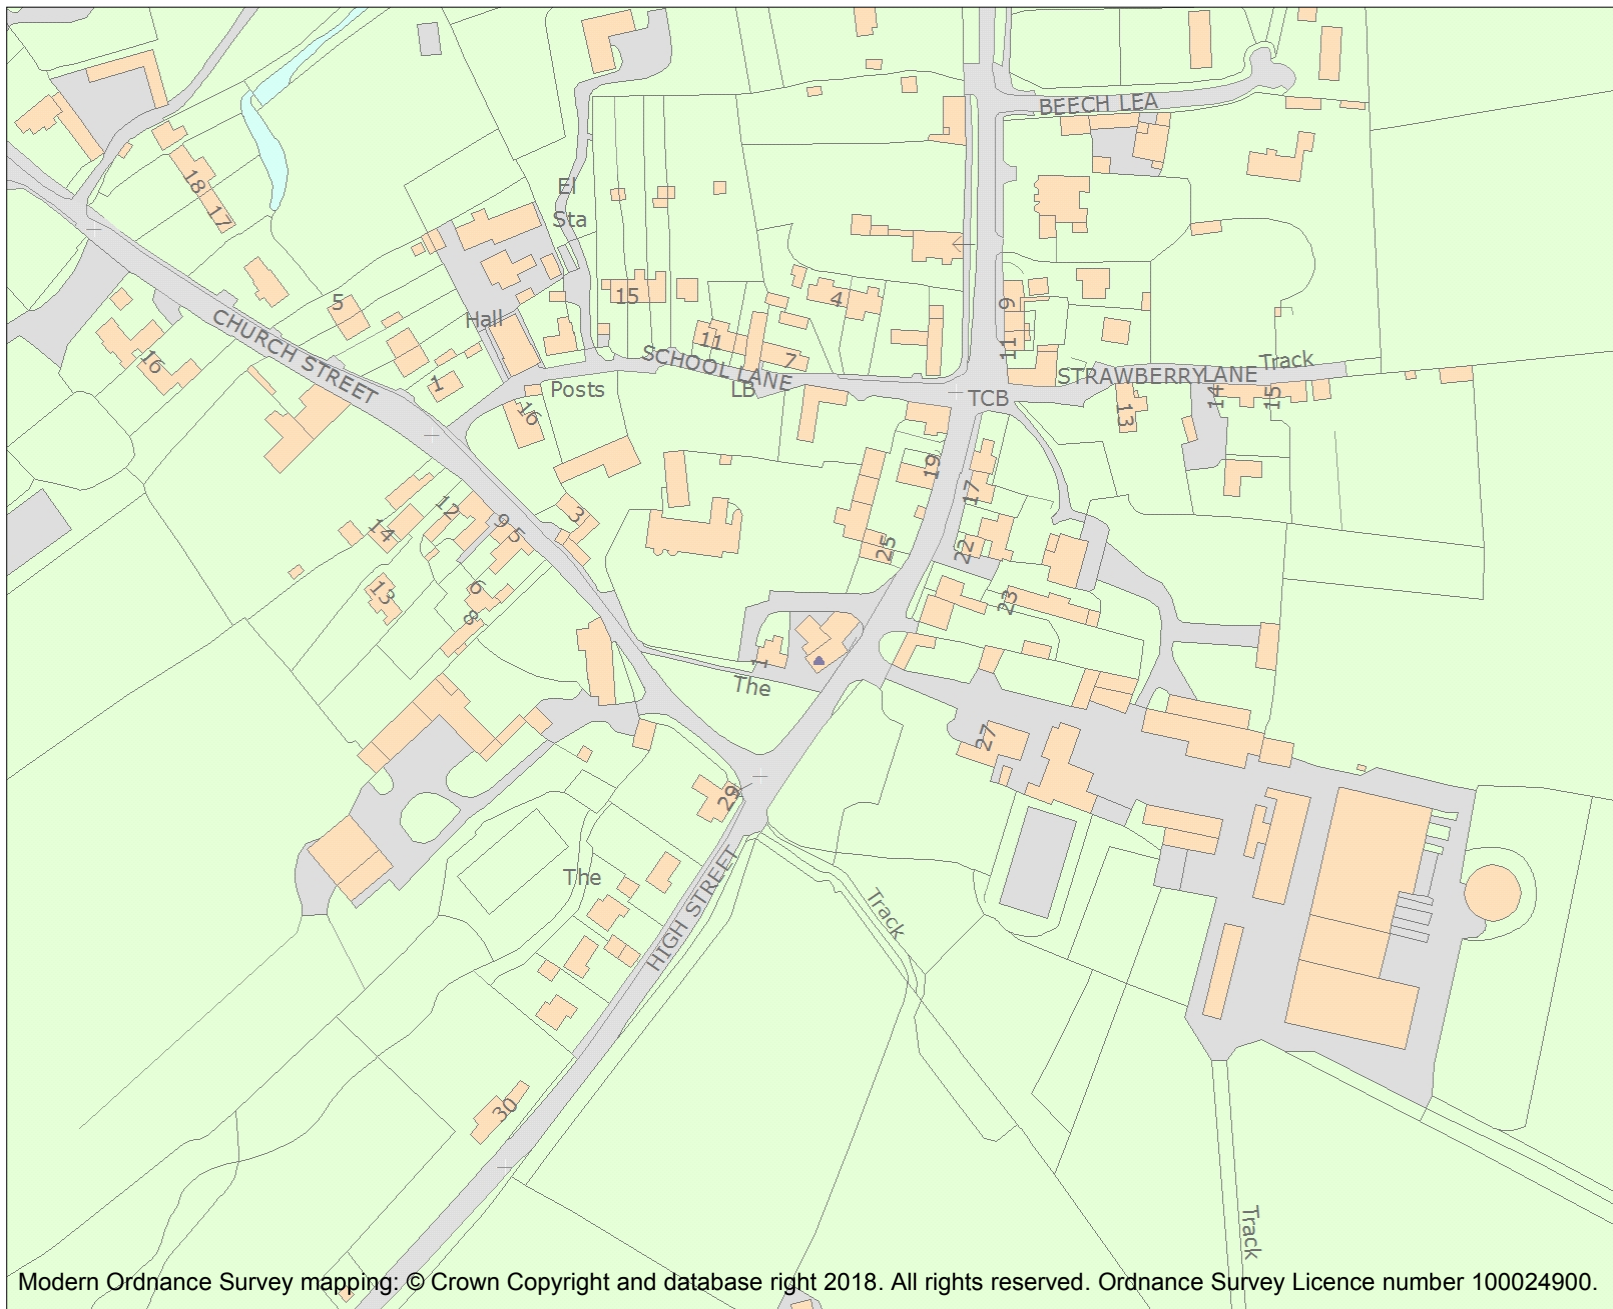 BEECH LEA
18
17
El
Sta
5
Hall
15
4
9
11
CHURCH STREET
16
1
11
7
SCHOOL LANE
LB
Posts
16
TCB
STRAWBERRY LANE
Track
13
14
15
19
17
12
9
5
3
14
25
22
13
6
8
23
1
The
27
29
The
HIGH STREET
Track
30
Track
Modern Ordnance Survey mapping: © Crown Copyright and database right 2018. All rights reserved. Ordnance Survey Licence number 100024900.